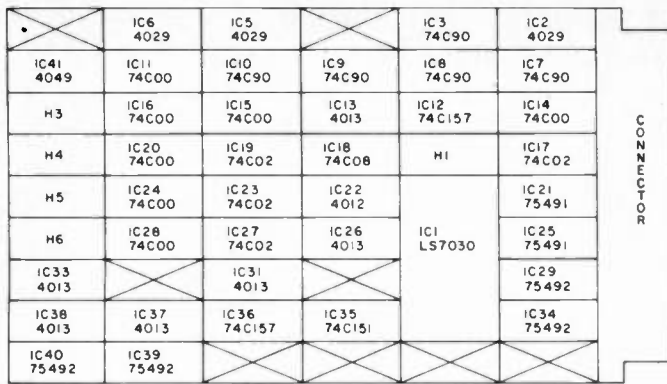 IC6 IC5 IC3 IC2
4029 4029 74C90 4029
IC41 IC11 IC10 IC9 IC8 IC7
4049 74C00 74C90 74C90 74C90 74C90
H3 IC16 IC15 IC13 IC12 IC14
74C00 74C00 4013 74C157 74C00
H4 IC20 IC19 IC18 H1 IC17
74C00 74C02 74C08 74C02
H5 IC24 IC23 IC22 IC21
74C00 74C02 4012 75491
H6 IC28 IC27 IC26 IC1 IC25
74C00 74C02 4013 LS7030 75491
IC33 IC31 IC29
4013 4013 75492
IC38 IC37 IC36 IC35 IC34
4013 4013 74C157 74C151 75492
IC40 IC39
75492 75492
CONNECTOR